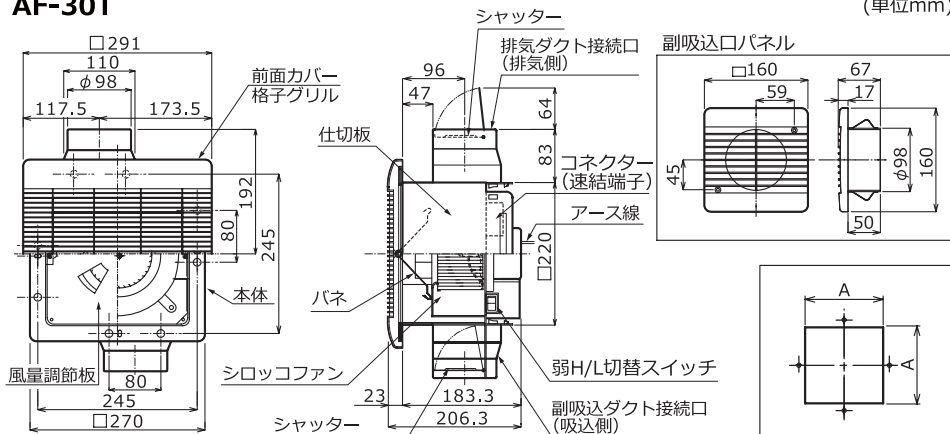 AF-30T
(単位mm)
□291
110
φ98
117.5
173.5
前面カバー
格子グリル
192
80
245
本体
風量調節板
80
245
□270
シャッター
排気ダクト接続口
(排気側)
96
47
64
83
仕切板
コネクター
(速結端子)
アース線
□220
バネ
シロッコファン
弱H/L切替スイッチ
23
183.3
206.3
シャッター
副吸込ダクト接続口
(吸込側)
副吸込口パネル
□160
67
59
17
45
φ98
160
50
A
A